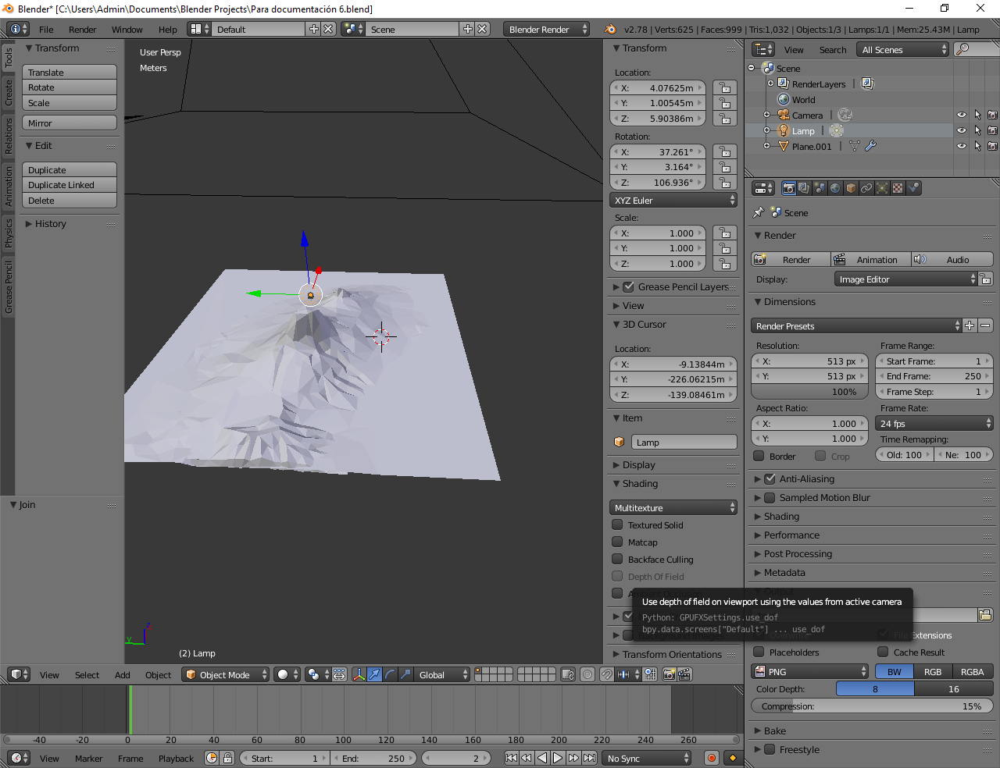 Blender* [C:\Users\Admin\Documents\Blender Projects\Para documentación 6.blend]
File Render Window Help Default Scene Blender Render v2.78 | Verts:625 | Faces:999 | Tris:1,032 | Objects:1/3 | Lamps:1/1 | Mem:25.43M | Lamp
Tools
Create
Relations
Animation
Physics
Grease Pencil
Transform
Translate
Rotate
Scale
Mirror
Edit
Duplicate
Duplicate Linked
Delete
History
Join
User Persp
Meters
z
y
(2) Lamp
Transform
Location:
X: 4.07625m
Y: 1.00545m
Z: 5.90386m
Rotation:
X: 37.261°
Y: 3.164°
Z: 106.936°
XYZ Euler
Scale:
X: 1.000
Y: 1.000
Z: 1.000
Grease Pencil Layers
View
3D Cursor
Location:
X: -9.13844m
Y: -226.06215m
Z: -139.08461m
Item
Lamp
Display
Shading
Multitexture
Textured Solid
Matcap
Backface Culling
Depth Of Field
Use depth of field on viewport using the values from active camera
Python: GPUFXSettings.use_dof
bpy.data.screens["Default"] ... use_dof
Transform Orientations
View Search All Scenes
Scene
RenderLayers
World
Camera
Lamp
Plane.001
Scene
Render
Render Animation Audio
Display: Image Editor
Dimensions
Render Presets
Resolution: Frame Range:
X: 513 px Start Frame: 1
Y: 513 px End Frame: 250
100% Frame Step: 1
Aspect Ratio: Frame Rate:
X: 1.000 24 fps
Y: 1.000 Time Remapping:
Border Crop Old: 100 Ne: 100
Anti-Aliasing
Sampled Motion Blur
Shading
Performance
Post Processing
Metadata
Output
File Extensions
Placeholders Cache Result
PNG BW RGB RGBA
Color Depth: 8 16
Compression: 15%
Bake
Freestyle
View Select Add Object Object Mode Global
-40 -20 0 20 40 60 80 100 120 140 160 180 200 220 240 260
View Marker Frame Playback Start: 1 End: 250 2 No Sync